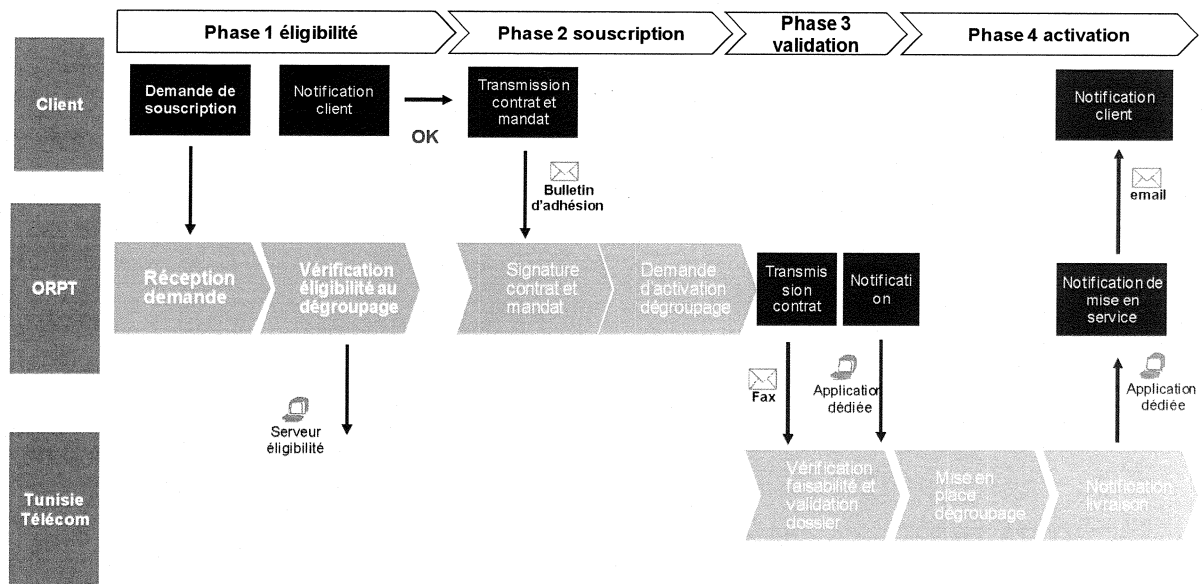 Phase 1 éligibilité
Phase 2 souscription
Phase 3
validation
Phase 4 activation
Client
Demande de
souscription
Notification
client
OK
Transmission
contrat et
mandat
Notification
client
Bulletin
d'adhésion
email
ORPT
Réception
demande
Vérification
éligibilité au
dégroupage
Signature
contrat et
mandat
Demande
d'activation
dégroupage
Transmis
sion
contrat
Notificati
on
Notification de
mise en
service
Serveur
éligibilité
Fax
Application
dédiée
Application
dédiée
Tunisie
Télécom
Vérification
faisabilité et
validation
dossier
Mise en
place
dégroupage
Notification
livraison